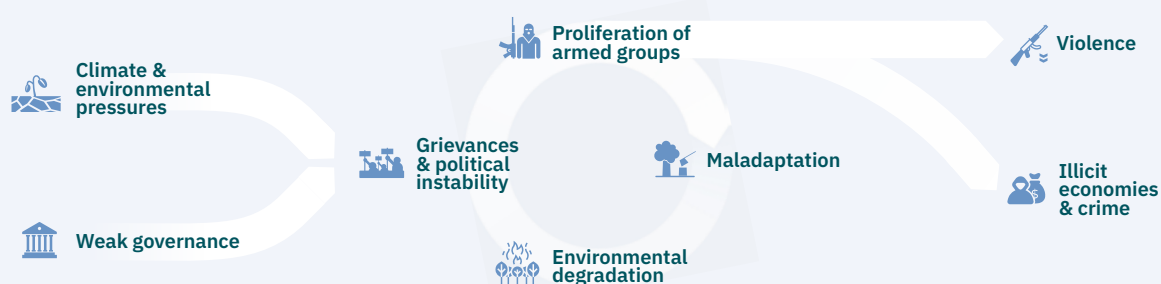 Climate &
environmental
pressures
Weak governance
Grievances
& political
instability
Proliferation of
armed groups
Maladaptation
Environmental
degradation
Violence
Illicit
economies
& crime
$